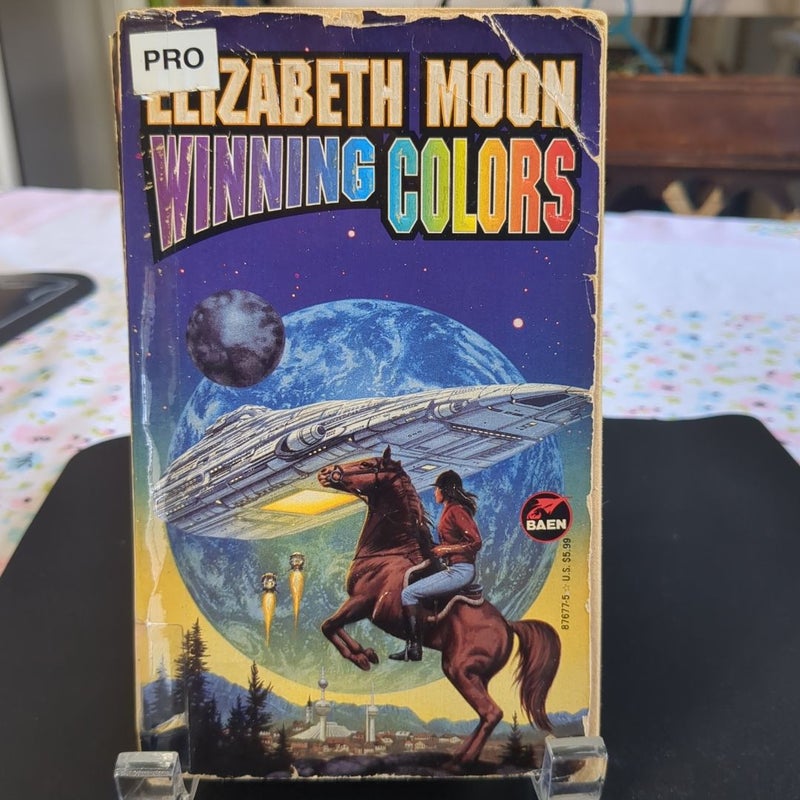 PRO
ELIZABETH MOON
WINNING COLORS
BAEN
87677-5 ☆ U.S. $5.99